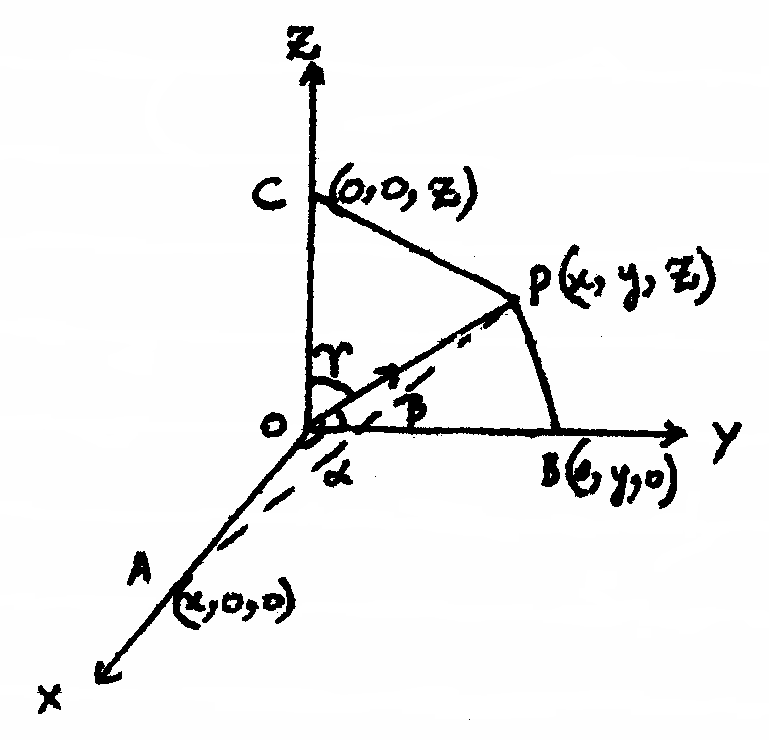 Z
C (0,0,z)
P(x, y, z)
γ
β
O
Y
α
B(0, y, 0)
A
(x, 0, 0)
X